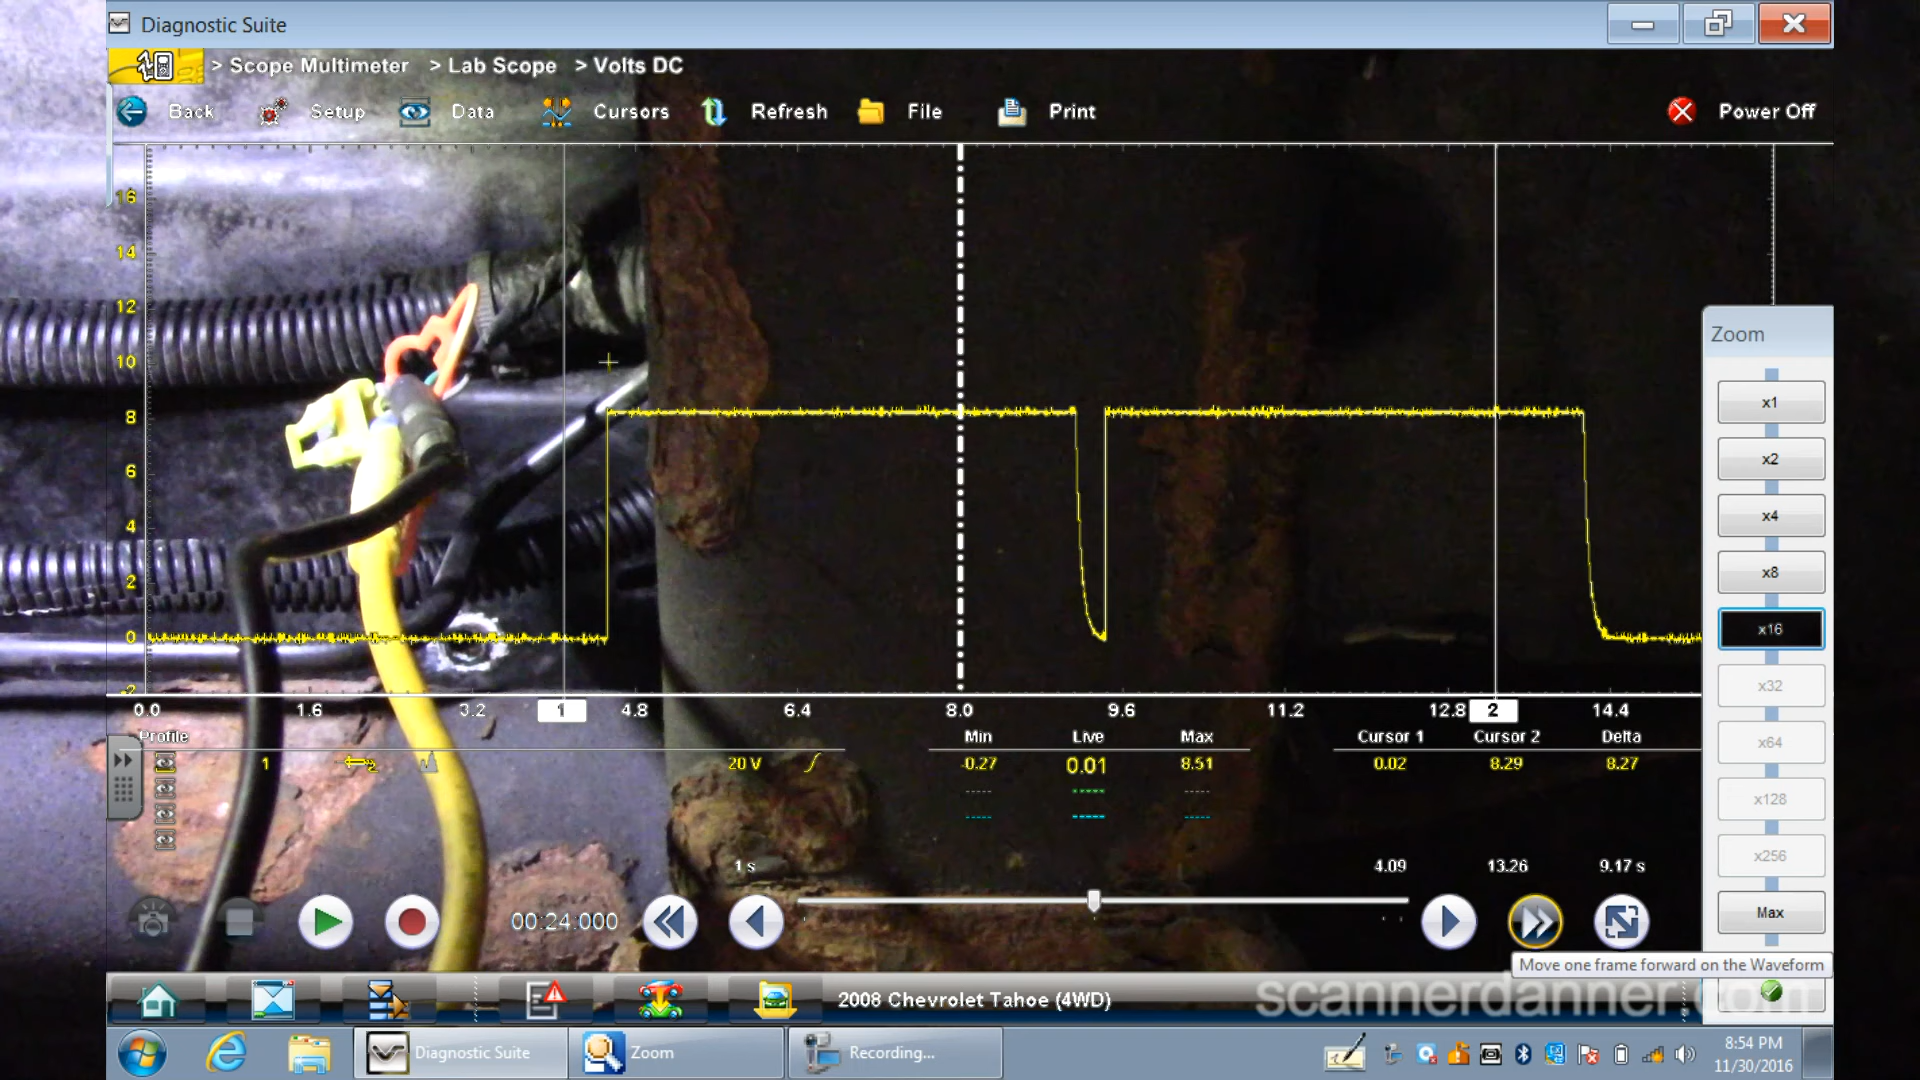 Diagnostic Suite
> Scope Multimeter > Lab Scope > Volts DC
Back Setup Data Cursors Refresh File Print Power Off
16
14
12
10
8
6
4
2
0
-2
0.0 1.6 3.2 1 4.8 6.4 8.0 9.6 11.2 12.8 2 14.4
Zoom
x1
x2
x4
x8
x16
x32
x64
x128
x256
Max
Profile Min Live Max Cursor 1 Cursor 2 Delta
1 20 V -0.27 0.01 8.51 0.02 8.29 8.27
1 s 4.09 13.26 9.17 s
00:24.000
Move one frame forward on the Waveform
2008 Chevrolet Tahoe (4WD)
scannerdanner.com
Diagnostic Suite Zoom Recording...
8:54 PM
11/30/2016